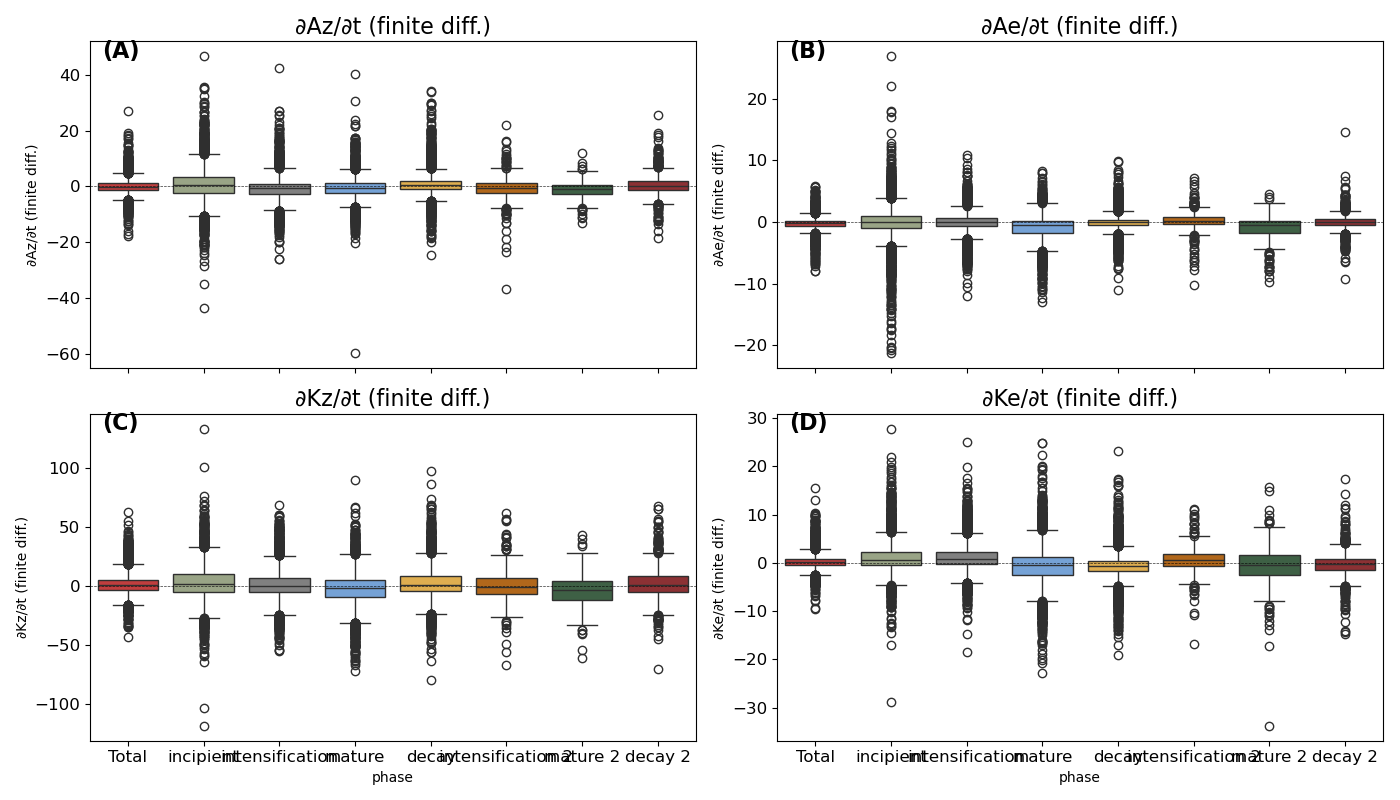 ∂Az/∂t (finite diff.)
(A)
∂Az/∂t (finite diff.)
40
20
0
−20
−40
−60
∂Ae/∂t (finite diff.)
(B)
∂Ae/∂t (finite diff.)
20
10
0
−10
−20
∂Kz/∂t (finite diff.)
(C)
∂Kz/∂t (finite diff.)
100
50
0
−50
−100
Total incipient intensification mature decay intensification 2 mature 2 decay 2
phase
∂Ke/∂t (finite diff.)
(D)
∂Ke/∂t (finite diff.)
30
20
10
0
−10
−20
−30
Total incipient intensification mature decay intensification 2 mature 2 decay 2
phase